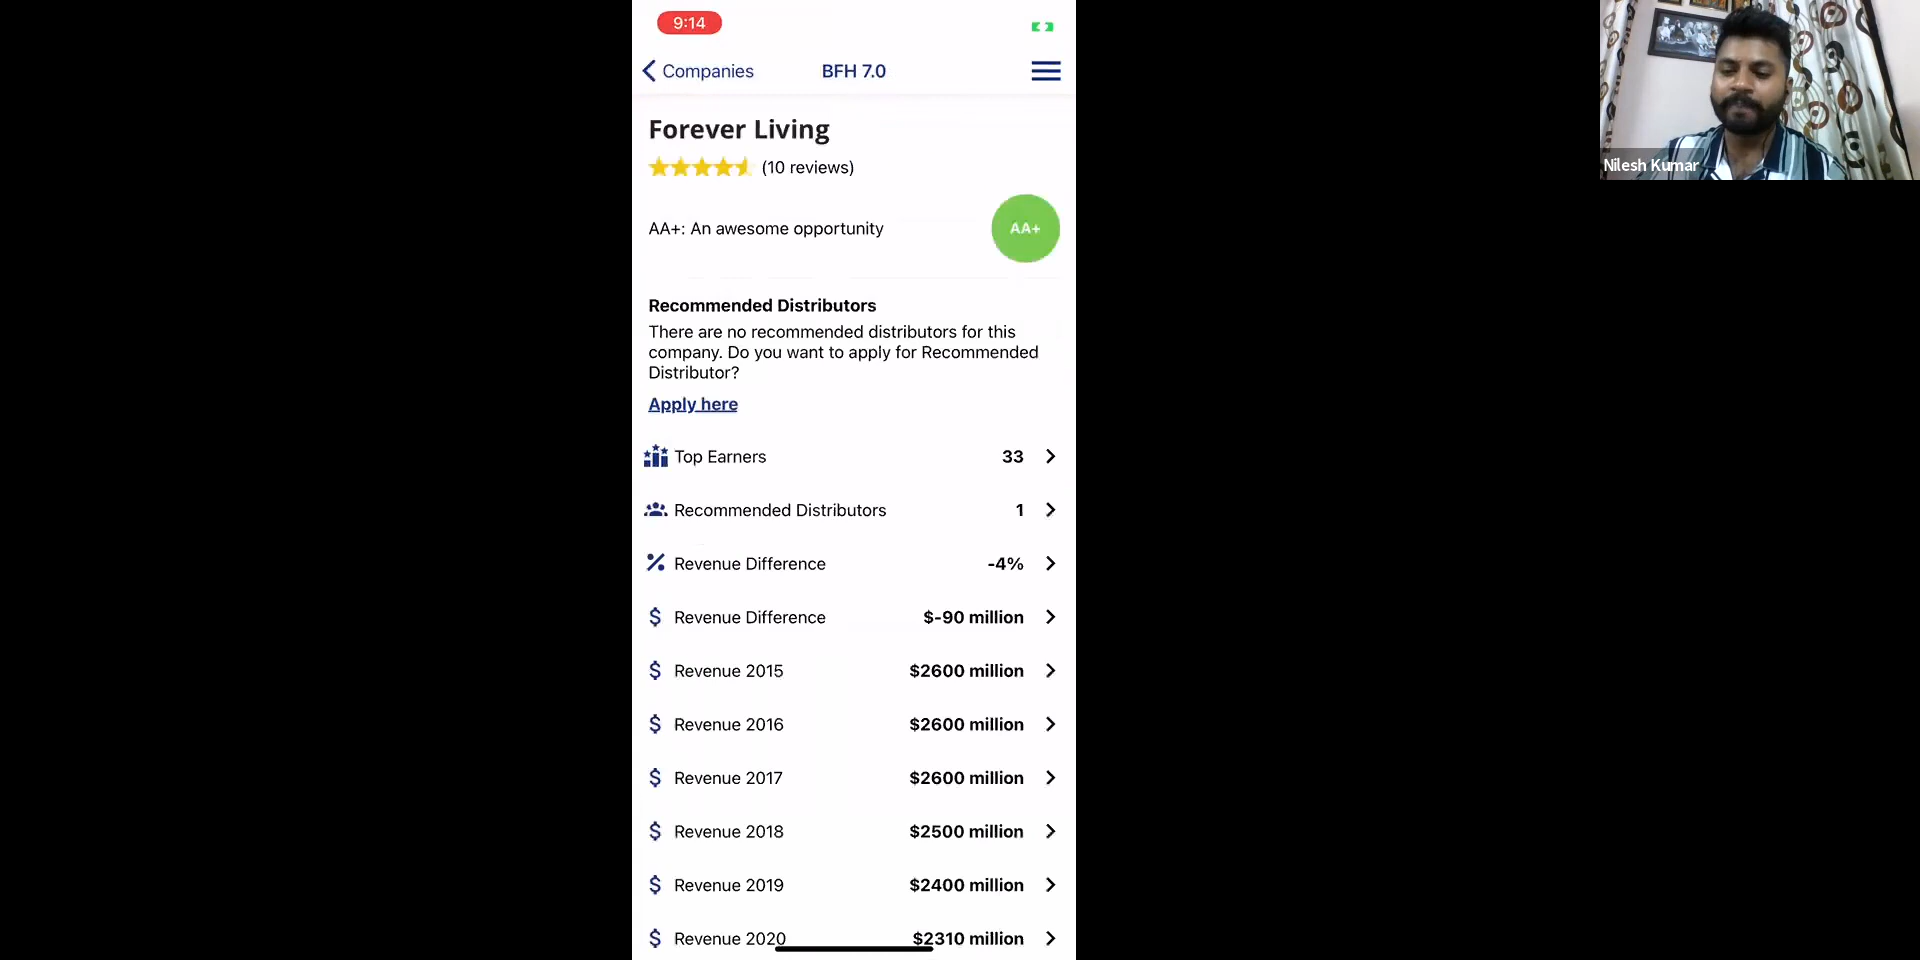 9:14
Companies
BFH 7.0
Forever Living
(10 reviews)
AA+: An awesome opportunity
AA+
Recommended Distributors
There are no recommended distributors for this
company. Do you want to apply for Recommended
Distributor?
Apply here
Top Earners 33
Recommended Distributors 1
% Revenue Difference -4%
$ Revenue Difference $-90 million
$ Revenue 2015 $2600 million
$ Revenue 2016 $2600 million
$ Revenue 2017 $2600 million
$ Revenue 2018 $2500 million
$ Revenue 2019 $2400 million
$ Revenue 2020 $2310 million
Nilesh Kumar